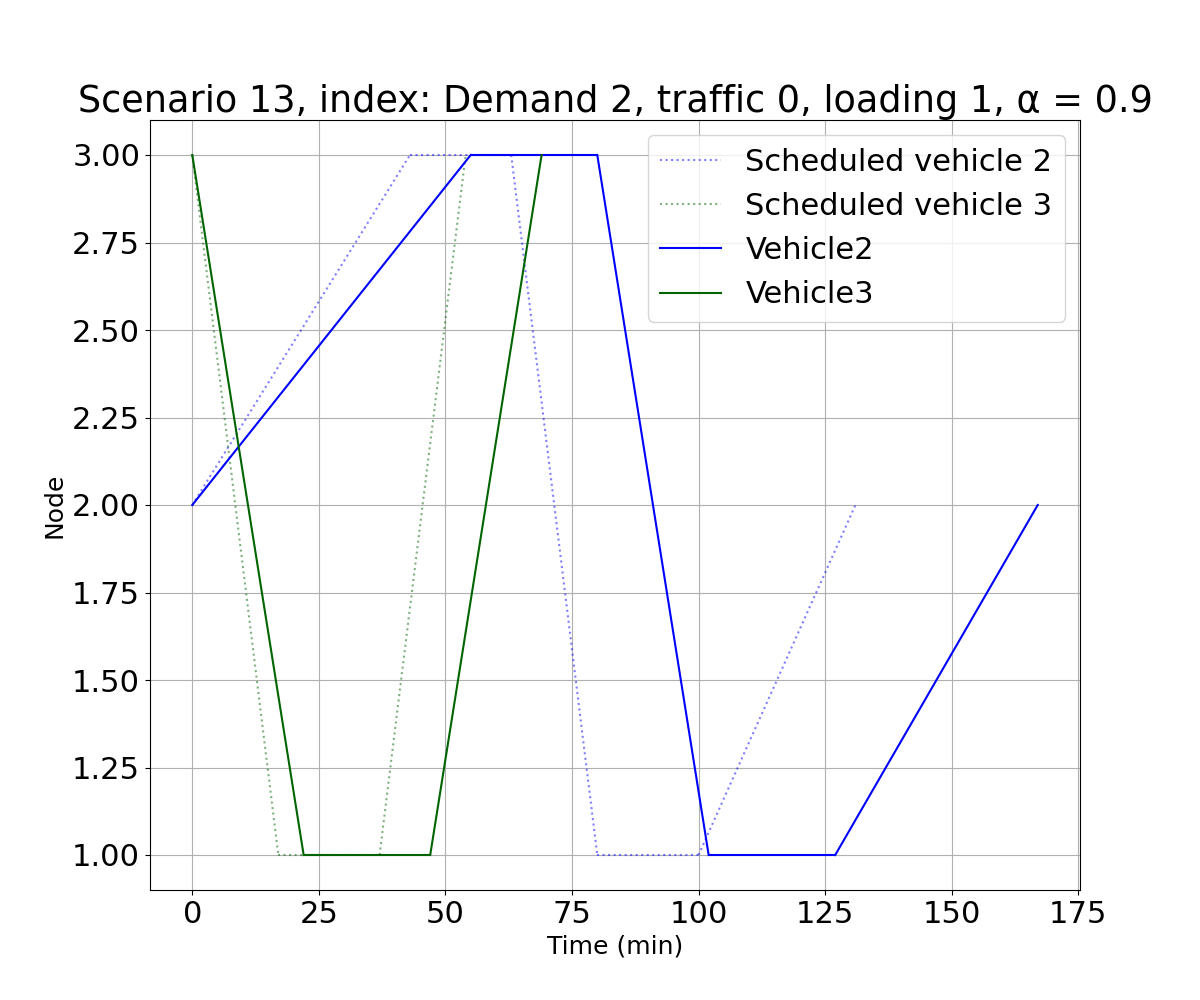 Scenario 13, index: Demand 2, traffic 0, loading 1, α = 0.9
Scheduled vehicle 2
Scheduled vehicle 3
Vehicle2
Vehicle3
3.00
2.75
2.50
2.25
2.00
1.75
1.50
1.25
1.00
Node
0 25 50 75 100 125 150 175
Time (min)